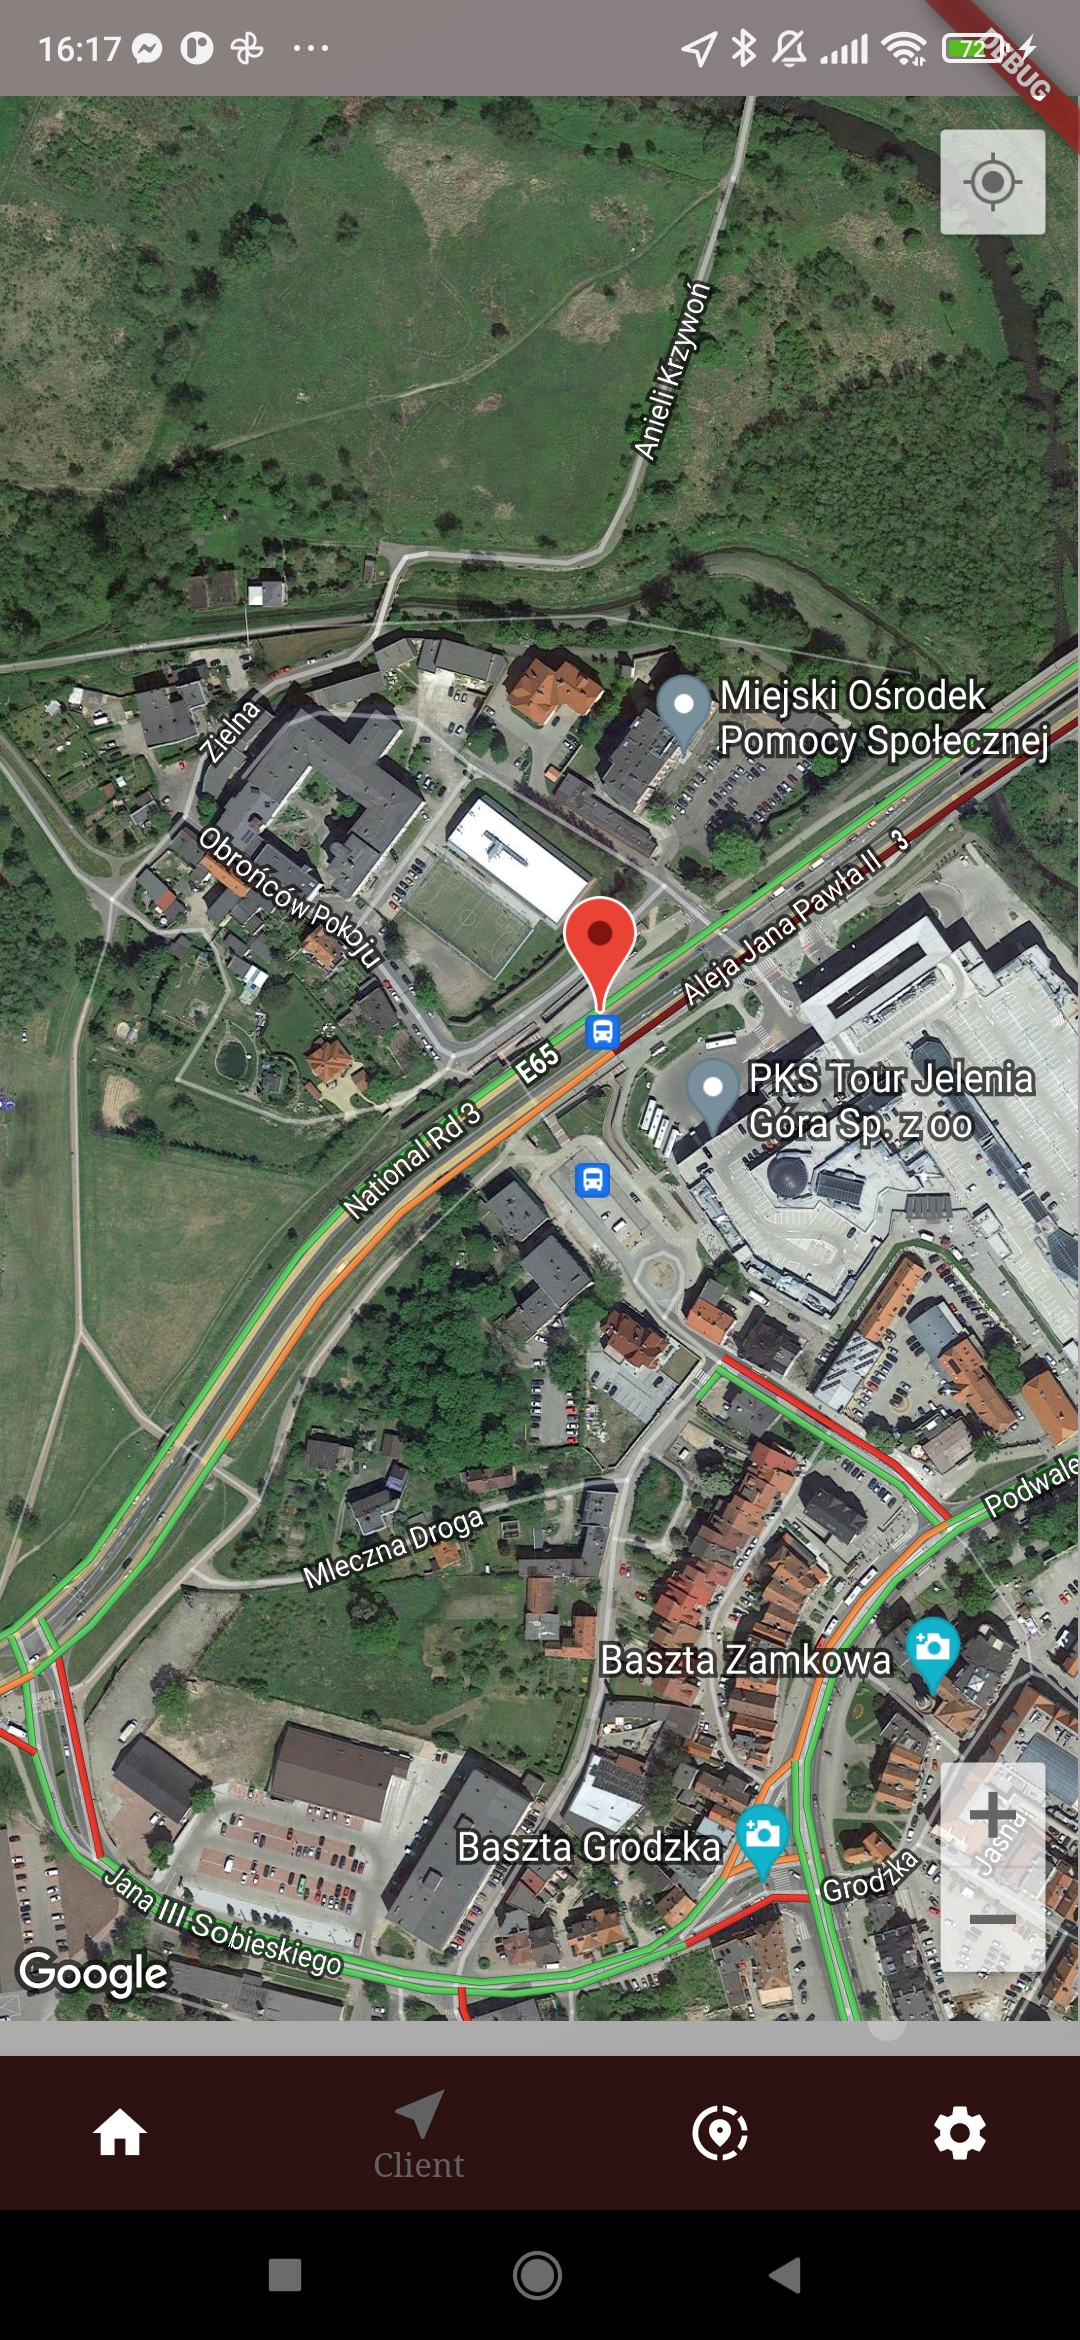 16:17
72
DEBUG
Anieli Krzywoń
Miejski Ośrodek
Pomocy Społecznej
Zielna
Obrońców Pokoju
Aleja Jana Pawła II
3
E65
PKS Tour Jelenia
Góra Sp. z oo
National Rd 3
Podwale
Mleczna Droga
Baszta Zamkowa
Baszta Grodzka
Jasna
Grodzka
Jana III Sobieskiego
Google
Client